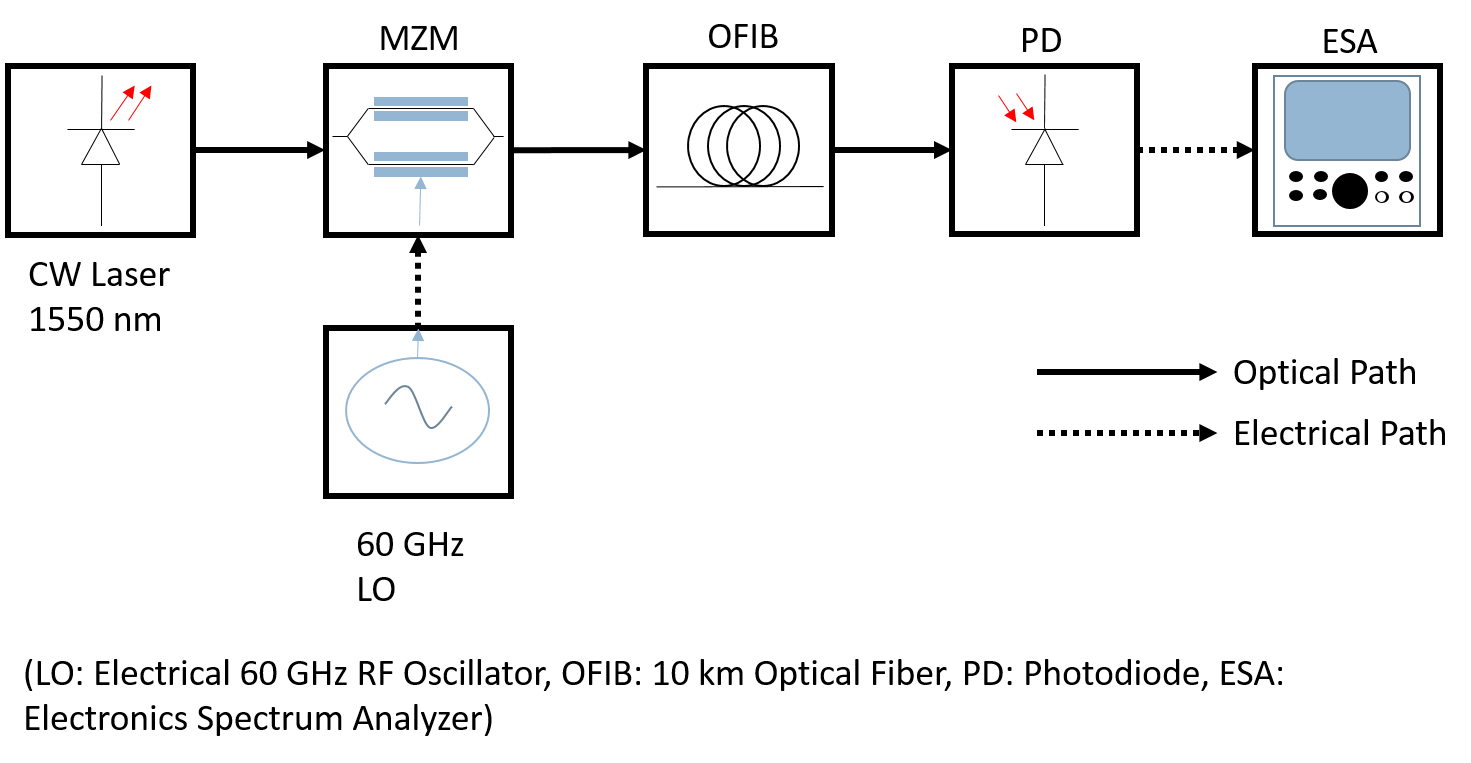 MZM
OFIB
PD
ESA
CW Laser
1550 nm
60 GHz
LO
Optical Path
Electrical Path
(LO: Electrical 60 GHz RF Oscillator, OFIB: 10 km Optical Fiber, PD: Photodiode, ESA:
Electronics Spectrum Analyzer)